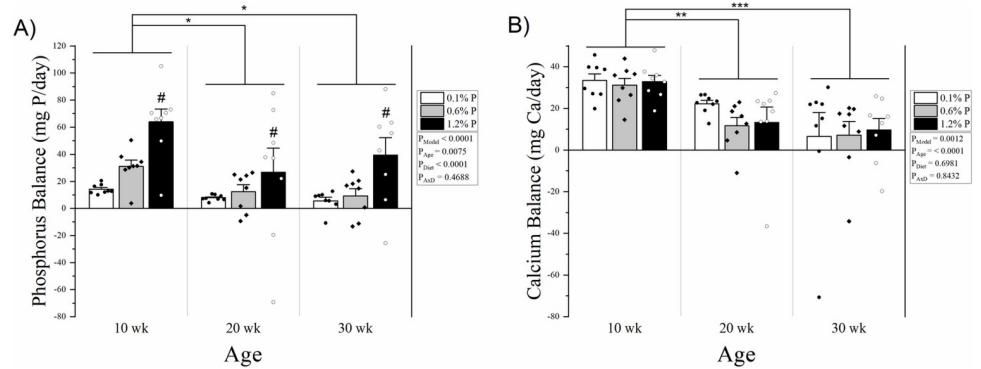 A)
*
*
Phosphorus Balance (mg P/day)
120
100
80
60
40
20
0
-20
-40
-60
-80
#
#
#
10 wk
20 wk
30 wk
Age
0.1% P
0.6% P
1.2% P
PModel < 0.0001
PAge = 0.0075
PDiet < 0.0001
PAxD = 0.4688
B)
***
**
Calcium Balance (mg Ca/day)
40
20
0
-20
-40
-60
-80
10 wk
20 wk
30 wk
Age
0.1% P
0.6% P
1.2% P
PModel = 0.0012
PAge = <0.0001
PDiet = 0.6981
PAxD = 0.8432